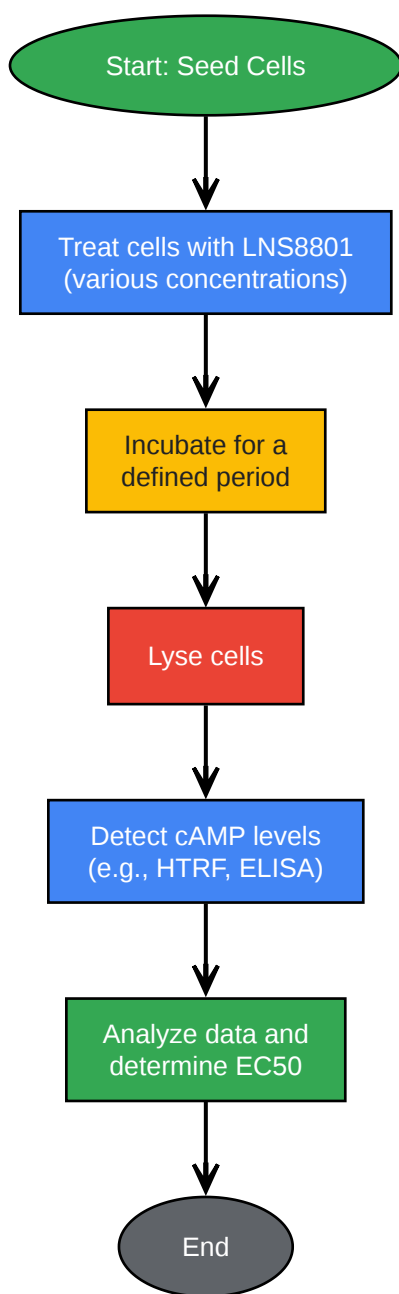 Start: Seed Cells
Treat cells with LNS8801
(various concentrations)
Incubate for a
defined period
Lyse cells
Detect cAMP levels
(e.g., HTRF, ELISA)
Analyze data and
determine EC50
End